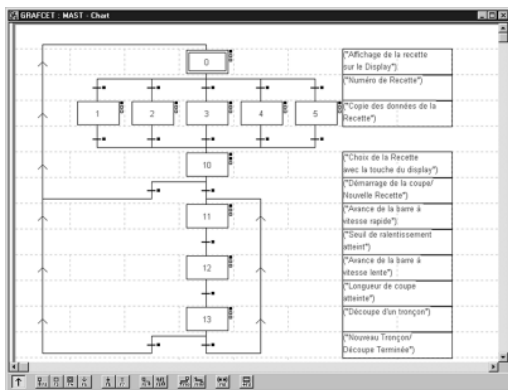 GRAFCET : MAST - Chart
0
("Affichage de la recette
sur le Display")
("Numéro de Recette")
1 2 3 4 5
("Copie des données de la
Recette")
10
("Choix de la Recette
avec la touche du display")
("Démarrage de la coupe/
Nouvelle Recette")
11
("Avance de la barre à
vitesse rapide")
("Seuil de ralentissement
atteint")
12
("Avance de la barre à
vitesse lente")
("Longueur de coupe
atteinte")
13
("Découpe d'un tronçon")
("Nouveau Tronçon/
Découpe Terminée")